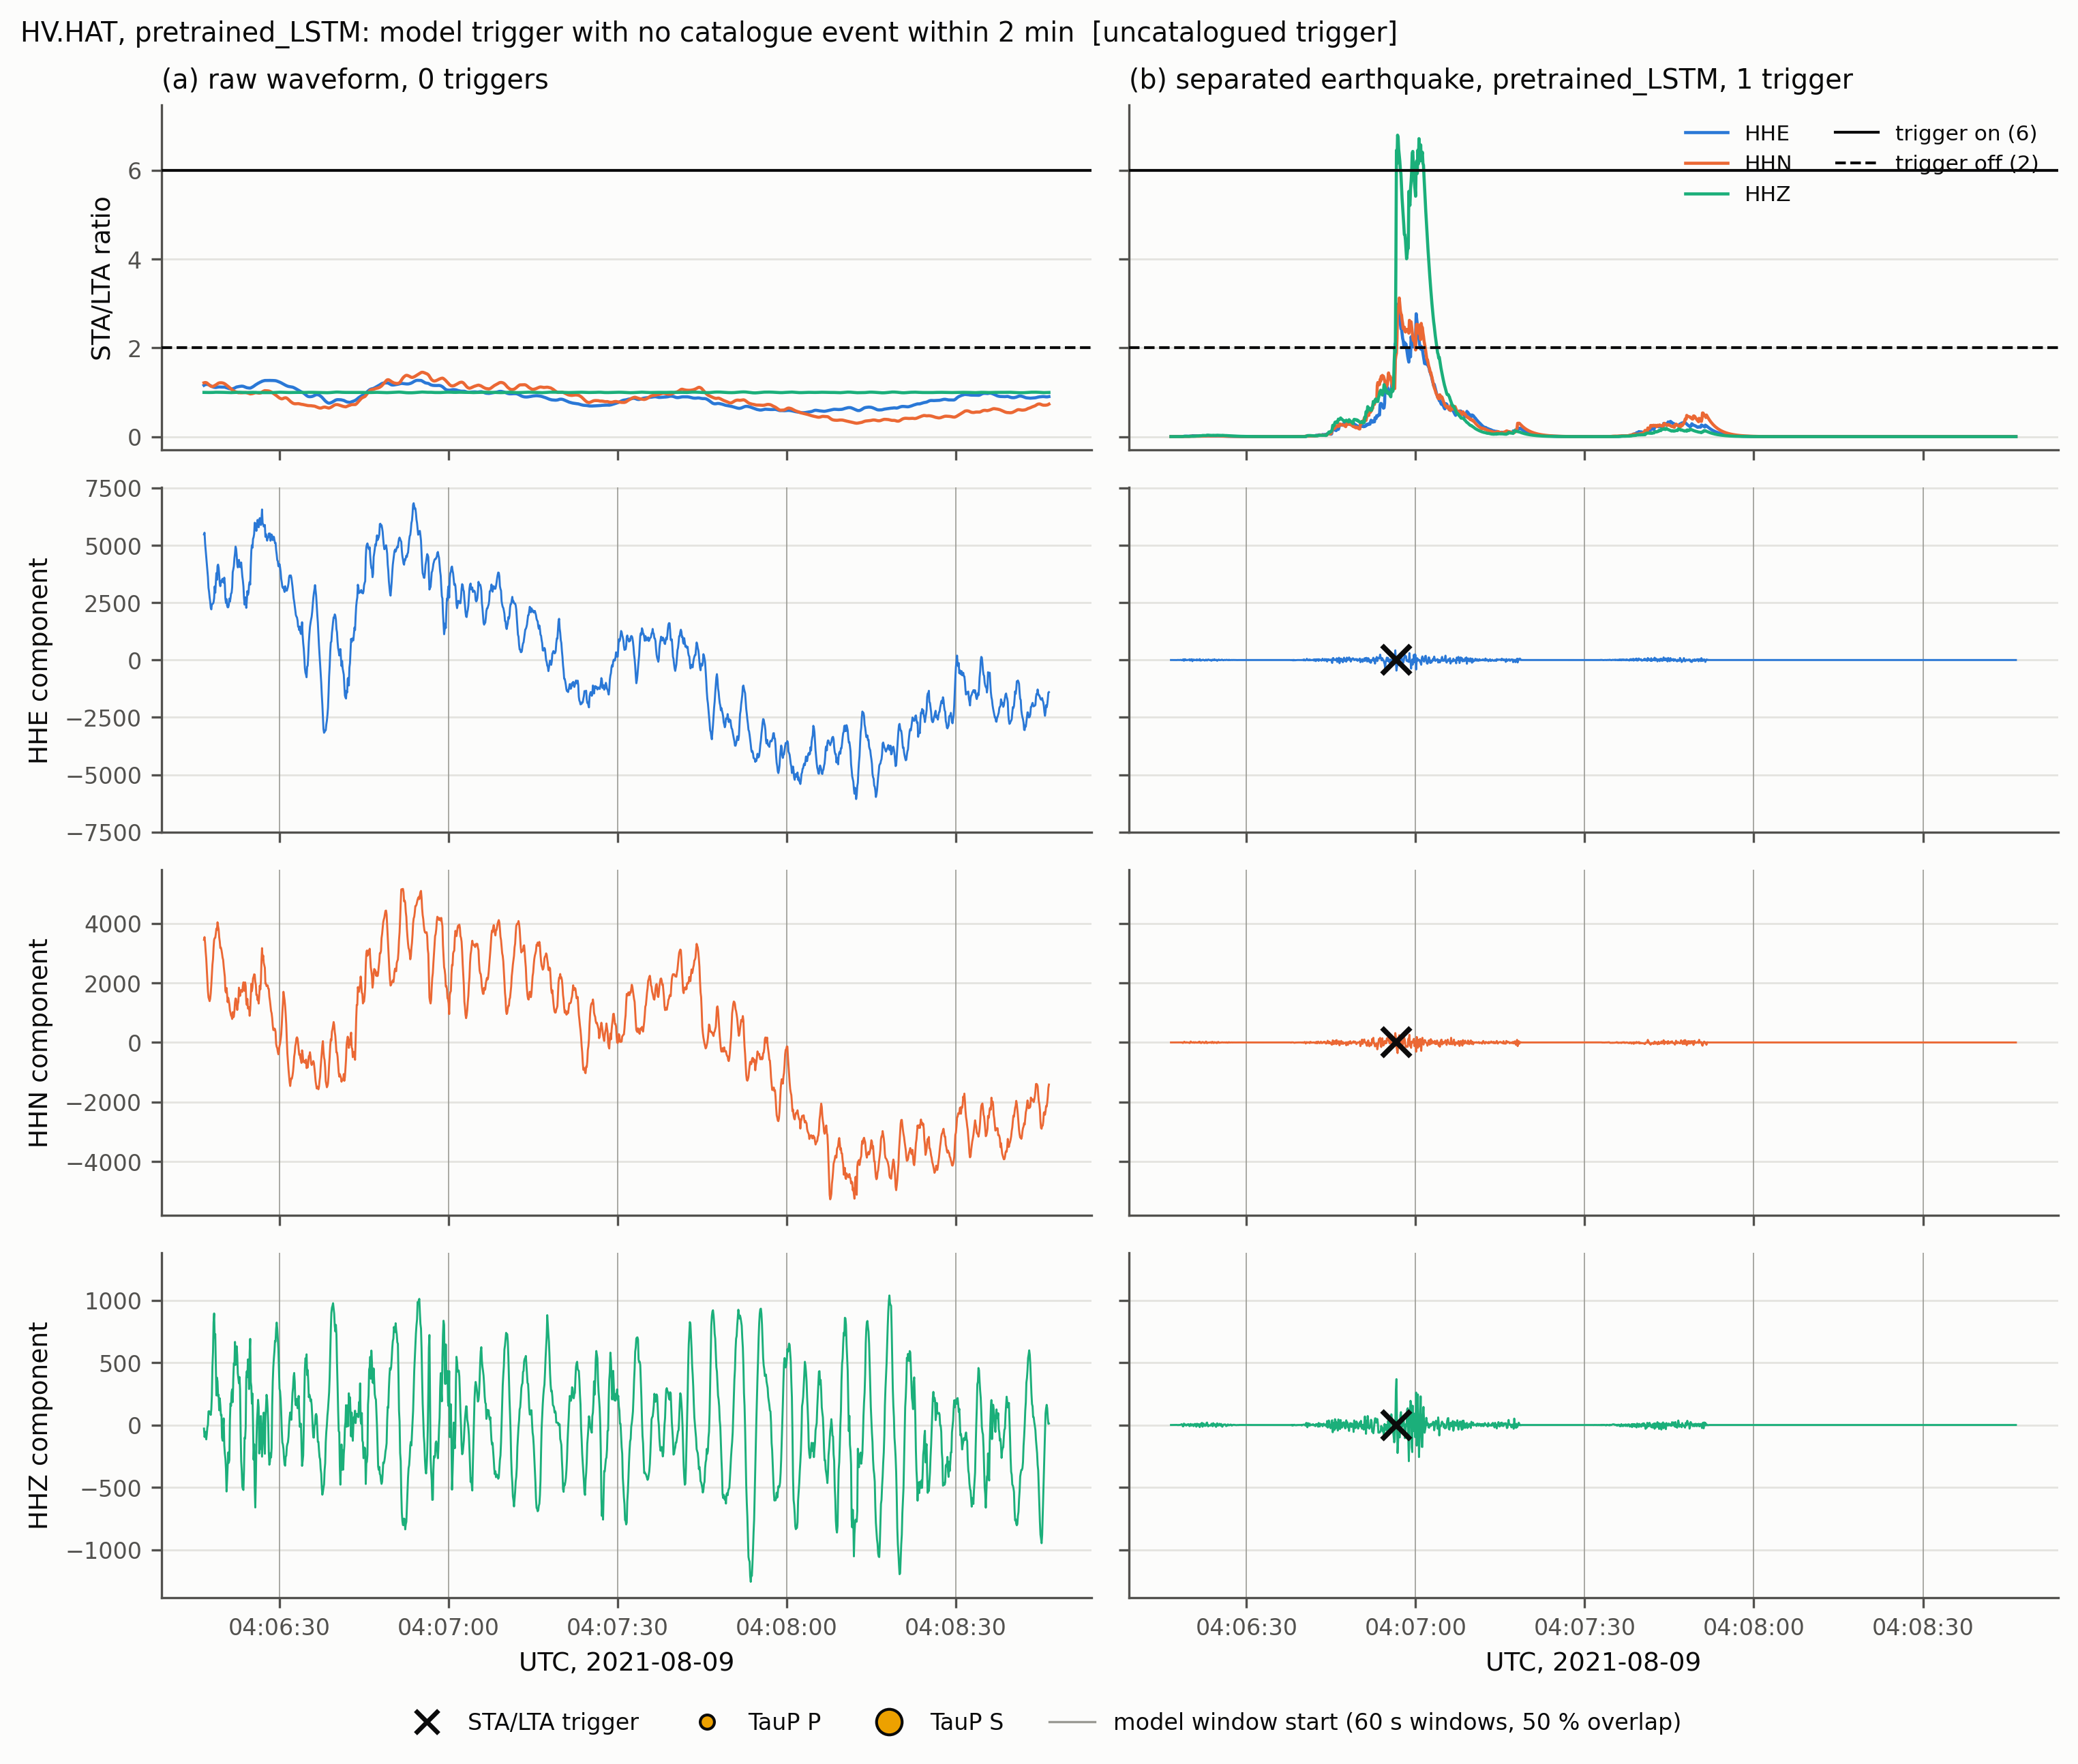 HV.HAT, pretrained_LSTM: model trigger with no catalogue event within 2 min  [uncatalogued trigger]
(a) raw waveform, 0 triggers
(b) separated earthquake, pretrained_LSTM, 1 trigger
STA/LTA ratio
6
4
2
0
HHE
HHN
HHZ
trigger on (6)
trigger off (2)
HHE component
7500
5000
2500
0
−2500
−5000
−7500
HHN component
4000
2000
0
−2000
−4000
HHZ component
1000
500
0
−500
−1000
04:06:30 04:07:00 04:07:30 04:08:00 04:08:30
UTC, 2021-08-09
04:06:30 04:07:00 04:07:30 04:08:00 04:08:30
UTC, 2021-08-09
STA/LTA trigger TauP P TauP S model window start (60 s windows, 50 % overlap)